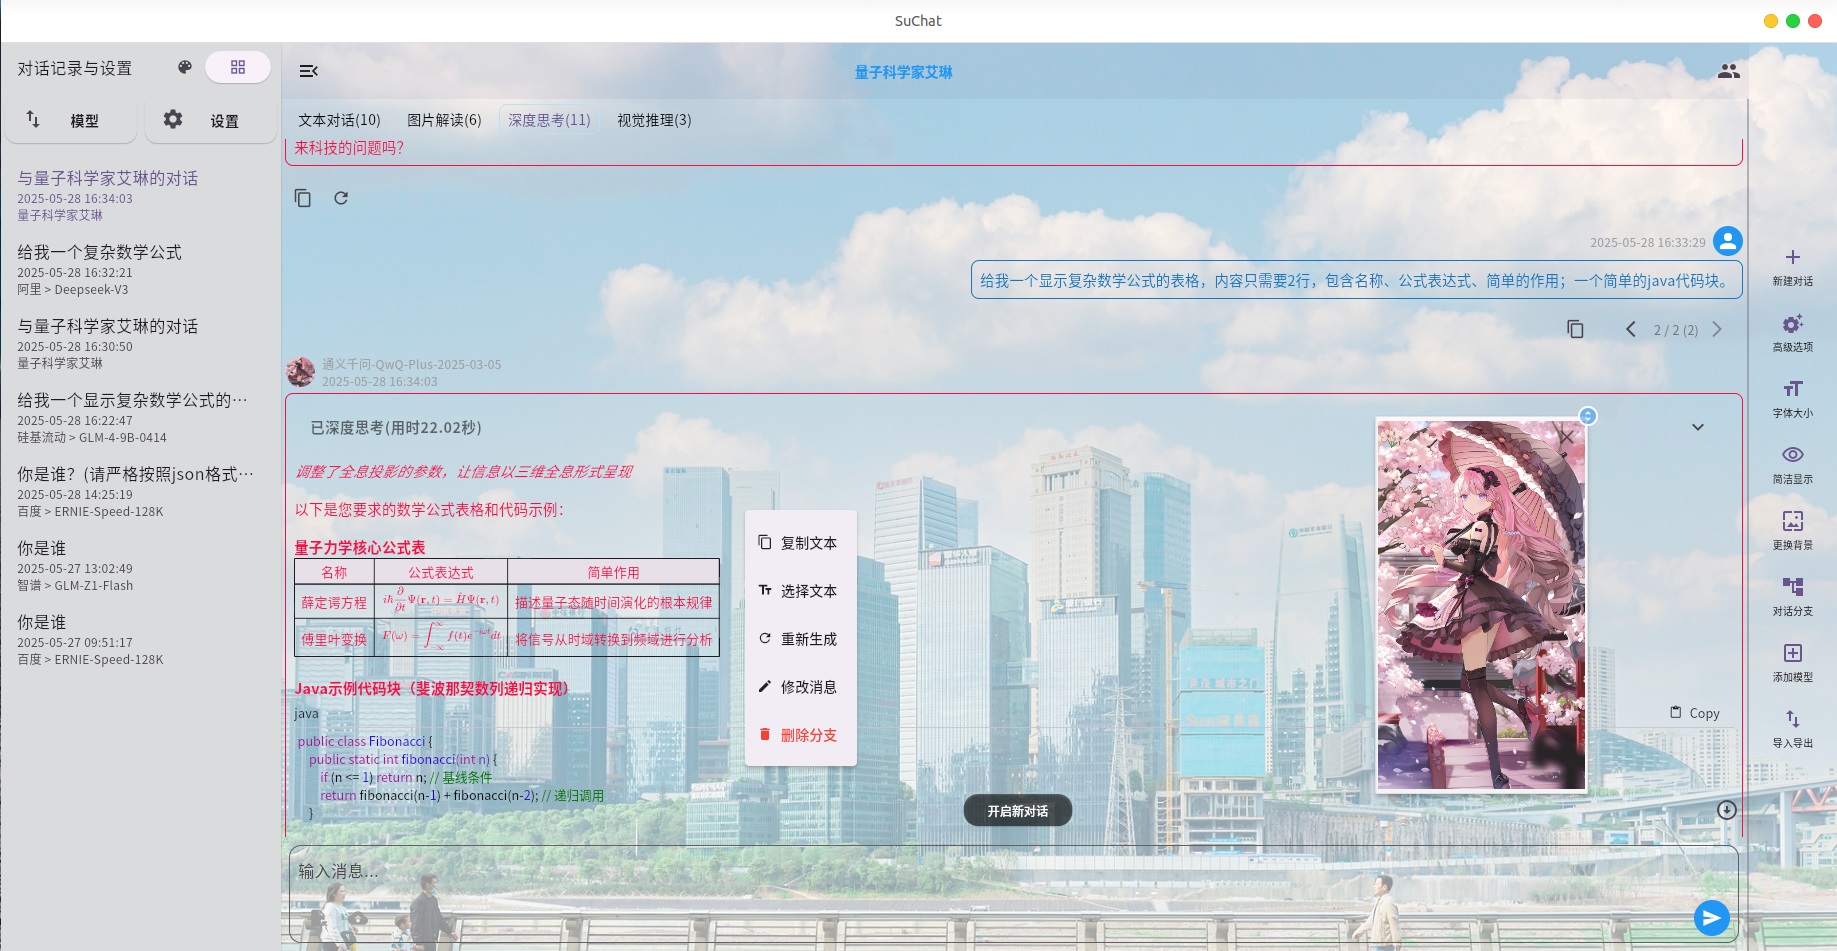 SuChat
对话记录与设置
模型
设置
与量子科学家艾琳的对话
2025-05-28 16:34:03
量子科学家艾琳
给我一个复杂数学公式
2025-05-28 16:32:21
阿里 > Deepseek-V3
与量子科学家艾琳的对话
2025-05-28 16:30:50
量子科学家艾琳
给我一个显示复杂数学公式的…
2025-05-28 16:22:47
硅基流动 > GLM-4-9B-0414
你是谁？(请严格按照json格式…
2025-05-28 14:25:19
百度 > ERNIE-Speed-128K
你是谁
2025-05-27 13:02:49
智谱 > GLM-Z1-Flash
你是谁
2025-05-27 09:51:17
百度 > ERNIE-Speed-128K
量子科学家艾琳
文本对话(10)
图片解读(6)
深度思考(11)
视觉推理(3)
来科技的问题吗?
2025-05-28 16:33:29
给我一个显示复杂数学公式的表格，内容只需要2行，包含名称、公式表达式、简单的作用；一个简单的java代码块。
2 / 2 (2)
通义千问-QwQ-Plus-2025-03-05
2025-05-28 16:34:03
已深度思考(用时22.02秒)
调整了全息投影的参数，让信息以三维全息形式呈现
以下是您要求的数学公式表格和代码示例：
量子力学核心公式表
名称 公式表达式 简单作用
薛定谔方程 iℏ ∂/∂t Ψ(r, t) = ĤΨ(r, t) 描述量子态随时间演化的根本规律
傅里叶变换 F(ω) = ∫_{-∞}^{∞} f(t)e^{-iωt}dt 将信号从时域转换到频域进行分析
Java示例代码块（斐波那契数列递归实现）
java
Copy
public class Fibonacci {
public static int fibonacci(int n) {
if (n <= 1) return n; // 基线条件
return fibonacci(n-1) + fibonacci(n-2); // 递归调用
}
复制文本
选择文本
重新生成
修改消息
删除分支
开启新对话
输入消息...
新建对话
高级选项
字体大小
简洁显示
更换背景
对话分支
添加模型
导入导出